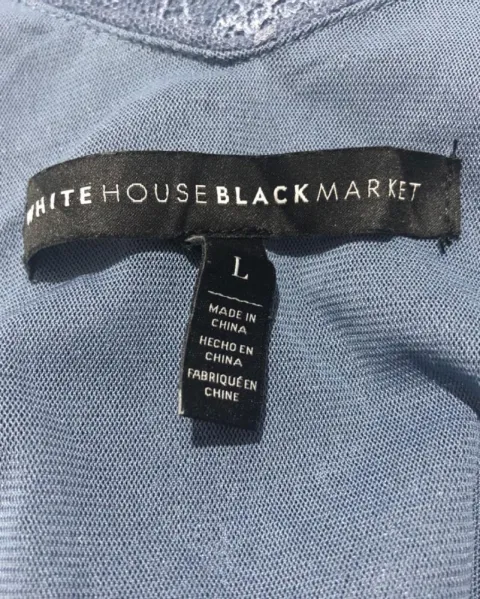 WHITE HOUSE BLACK MARKET
L
MADE IN
CHINA
HECHO EN
CHINA
FABRIQUÉ EN
CHINE